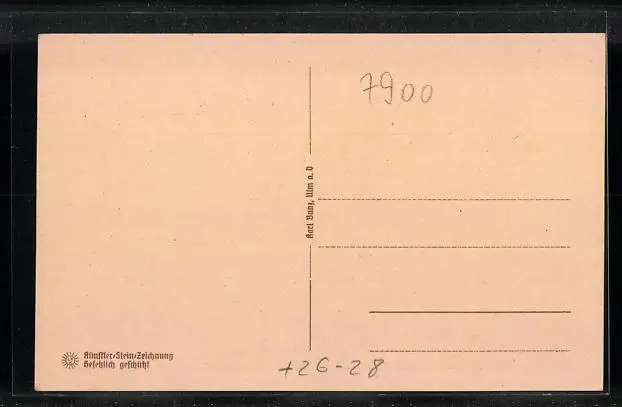 7900
Karl Bunz, Ulm a. D
Künstler-Stein-Zeichnung
Gesetzlich geschützt
+26-28